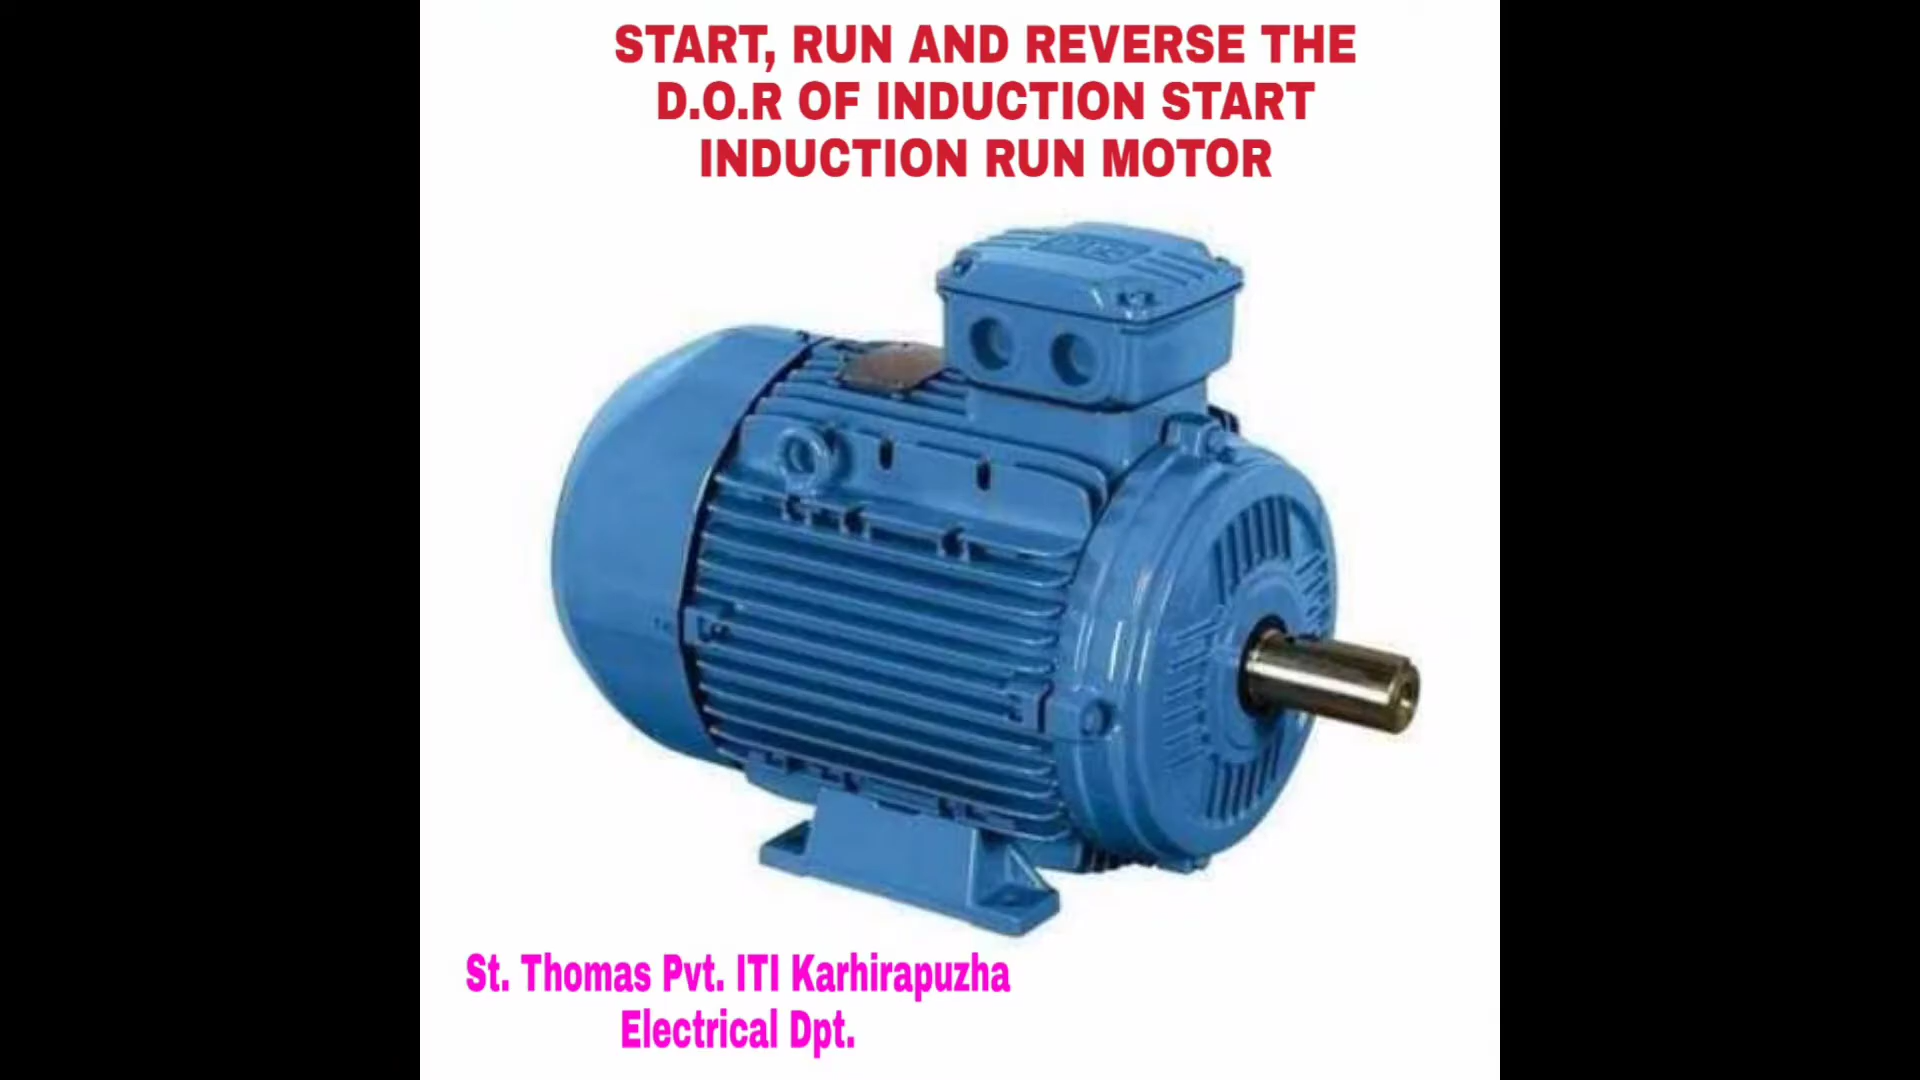 START, RUN AND REVERSE THE
D.O.R OF INDUCTION START
INDUCTION RUN MOTOR
St. Thomas Pvt. ITI Karhirapuzha
Electrical Dpt.